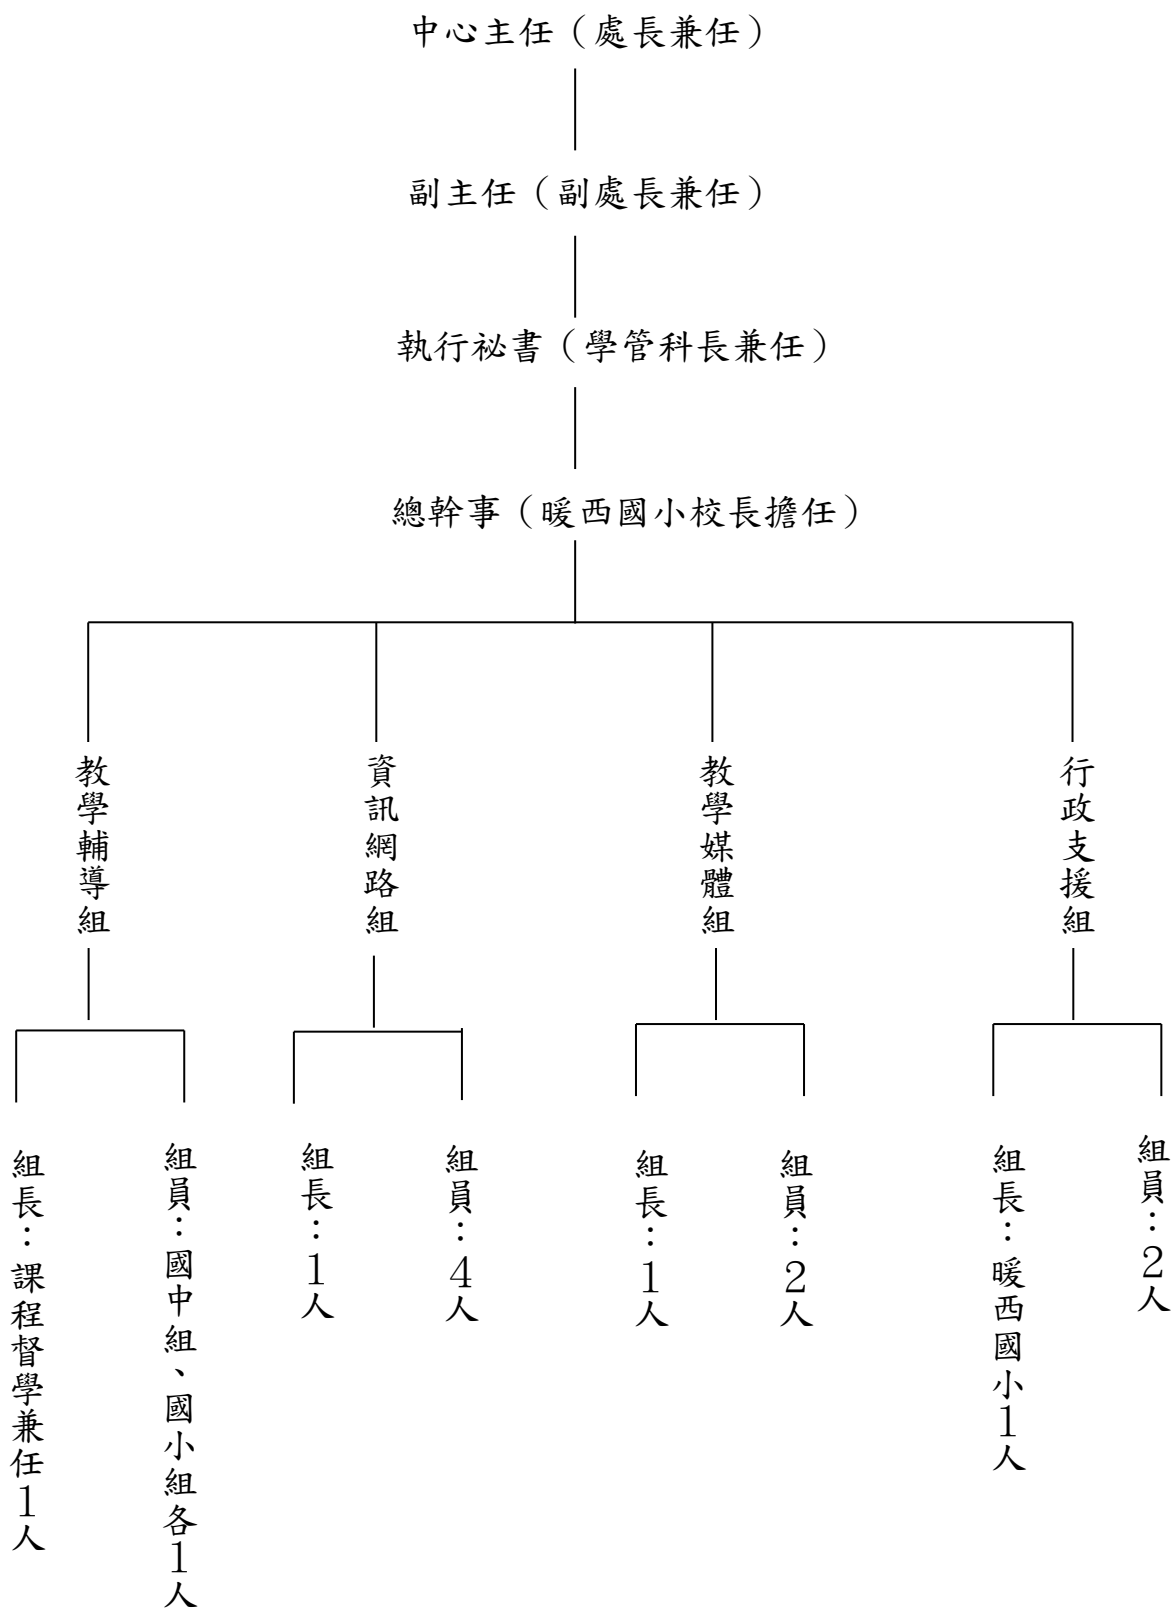 中心主任（處長兼任）
副主任（副處長兼任）
執行祕書（學管科長兼任）
總幹事（暖西國小校長擔任）
教學輔導組
資訊網路組
教學媒體組
行政支援組
組長：課程督學兼任1人
組員：國中組、國小組各1人
組長：1人
組員：4人
組長：1人
組員：2人
組長：暖西國小1人
組員：2人